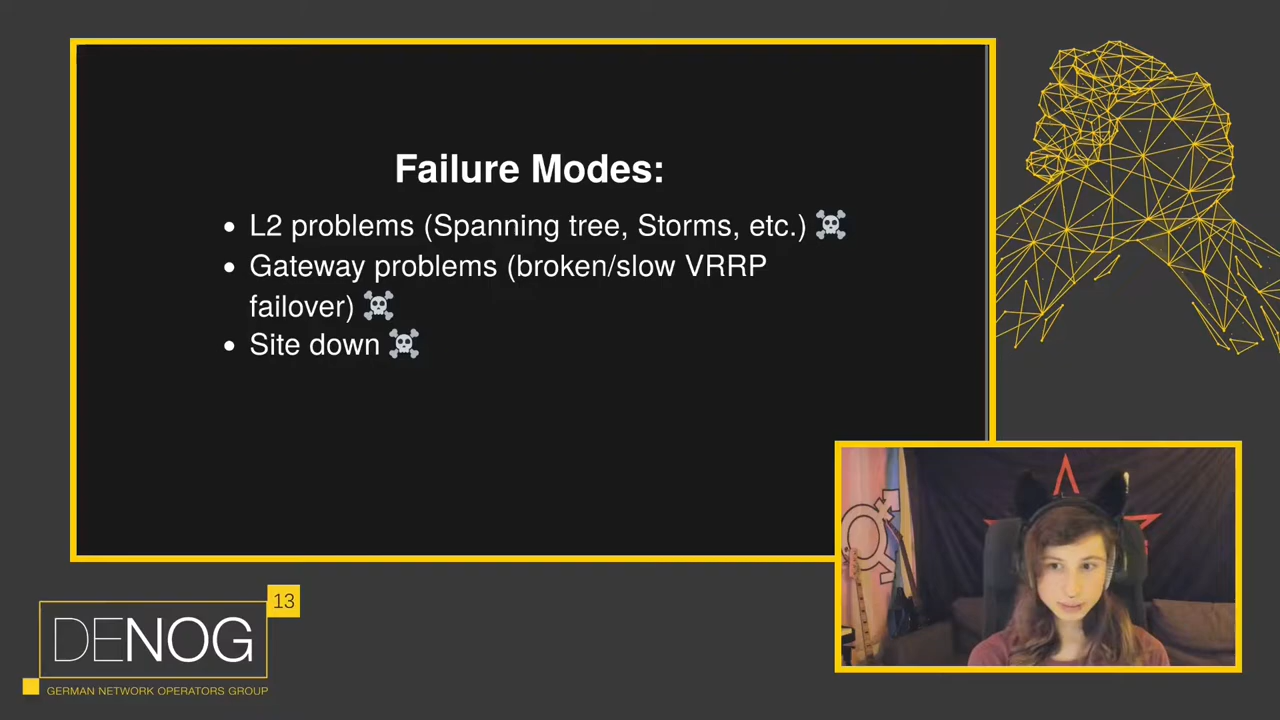 Failure Modes:
• L2 problems (Spanning tree, Storms, etc.) ☠
• Gateway problems (broken/slow VRRP
failover) ☠
• Site down ☠
13
DENOG
GERMAN NETWORK OPERATORS GROUP